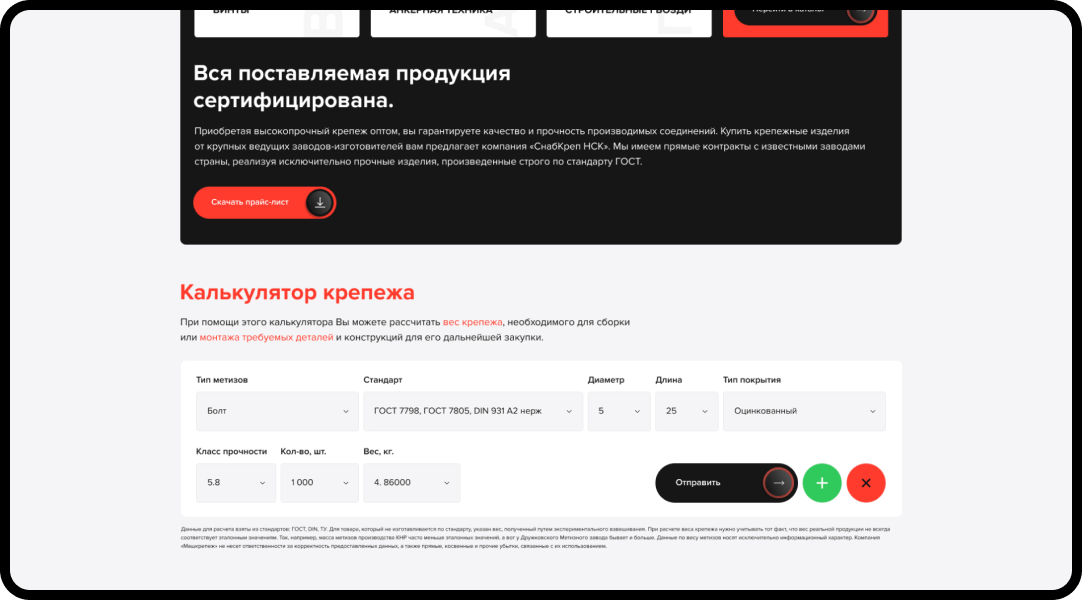 ВИНТЫ
АНКЕРНАЯ ТЕХНИКА
СТРОИТЕЛЬНЫЕ ГВОЗДИ
Перейти в каталог
Вся поставляемая продукция
сертифицирована.
Приобретая высокопрочный крепеж оптом, вы гарантируете качество и прочность производимых соединений. Купить крепежные изделия
от крупных ведущих заводов-изготовителей вам предлагает компания «СнабКреп НСК». Мы имеем прямые контракты с известными заводами
страны, реализуя исключительно прочные изделия, произведенные строго по стандарту ГОСТ.
Скачать прайс-лист
Калькулятор крепежа
При помощи этого калькулятора Вы можете рассчитать вес крепежа, необходимого для сборки
или монтажа требуемых деталей и конструкций для его дальнейшей закупки.
Тип метизов
Стандарт
Диаметр
Длина
Тип покрытия
Болт
ГОСТ 7798, ГОСТ 7805, DIN 931 А2 нерж
5
25
Оцинкованный
Класс прочности
Кол-во, шт.
Вес, кг.
5.8
1 000
4. 86000
Отправить
Данные для расчета взяты из стандартов: ГОСТ, DIN, ТУ. Для товара, который не изготавливается по стандарту, указан вес, полученный путем экспериментального взвешивания. При расчете веса крепежа нужно учитывать тот факт, что вес реальной продукции не всегда
соответствует эталонным значениям. Так, например, масса метизов производства КНР часто меньше эталонных значений, а вот у Дружковского Метизного завода бывает и больше. Данные по весу метизов носят исключительно информационный характер. Компания
«Машкрепеж» не несет ответственности за корректность предоставленных данных, а также прямые, косвенные и прочие убытки, связанные с их использованием.